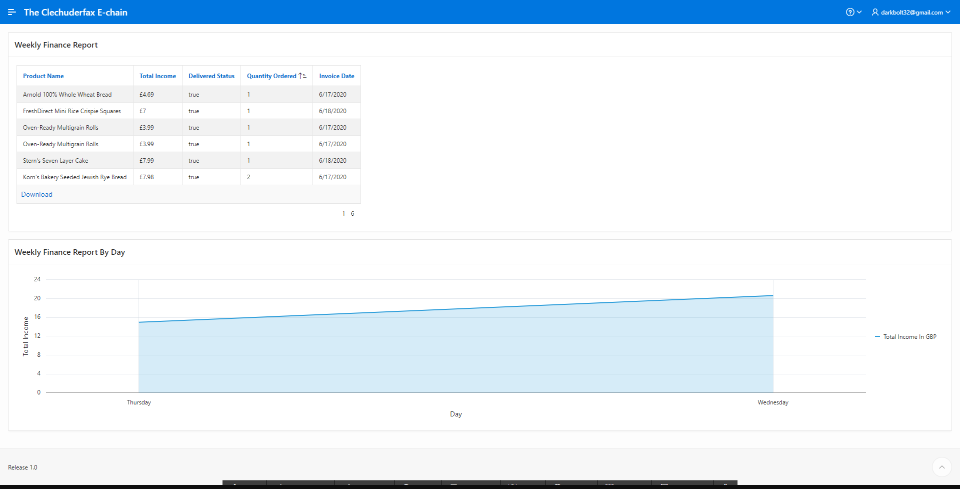 The Clechuderfax E-chain
darkbolt32@gmail.com
Weekly Finance Report
Product Name Total Income Delivered Status Quantity Ordered Invoice Date
Arnold 100% Whole Wheat Bread £4.69 true 1 6/17/2020
FreshDirect Mini Rice Crispie Squares £7 true 1 6/18/2020
Oven-Ready Multigrain Rolls £3.99 true 1 6/17/2020
Oven-Ready Multigrain Rolls £3.99 true 1 6/17/2020
Stern's Seven Layer Cake £7.99 true 1 6/18/2020
Korn's Bakery Seeded Jewish Rye Bread £7.98 true 2 6/17/2020
Download
1 - 6
Weekly Finance Report By Day
24
20
16
12
8
4
0
Total Income
Thursday Wednesday
Day
Total Income In GBP
Release 1.0